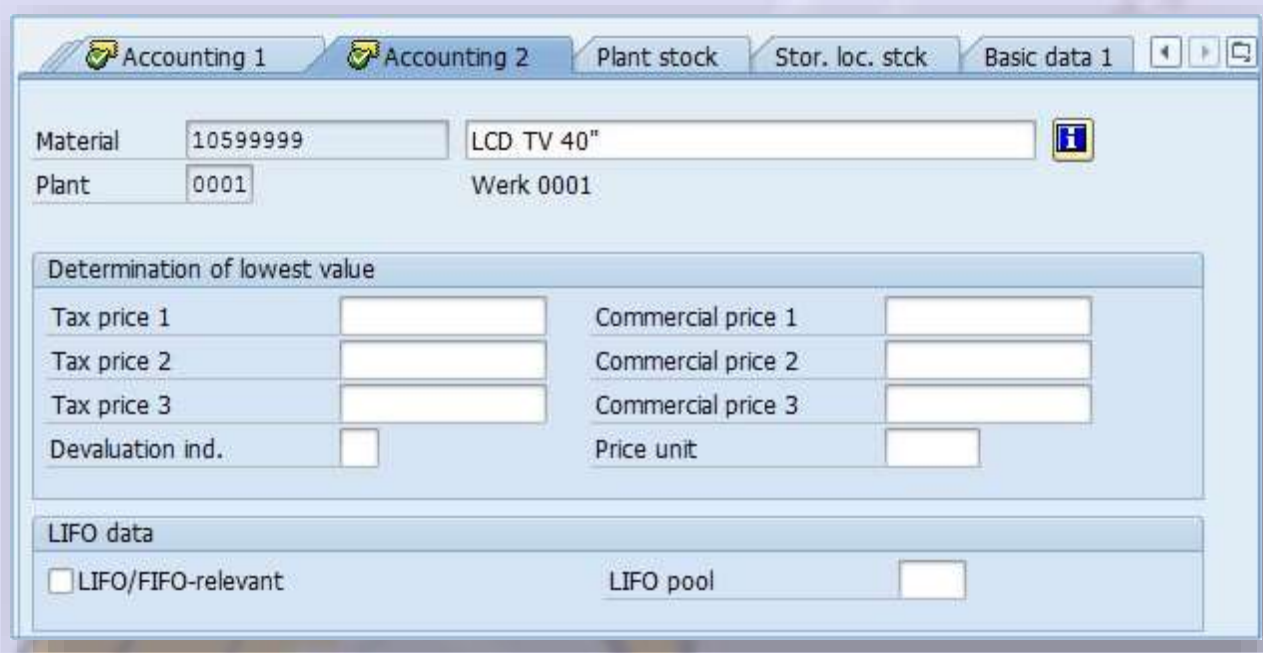 Accounting 1 Accounting 2 Plant stock Stor. loc. stck Basic data 1
Material 10599999 LCD TV 40"
Plant 0001 Werk 0001
Determination of lowest value
Tax price 1 Commercial price 1
Tax price 2 Commercial price 2
Tax price 3 Commercial price 3
Devaluation ind. Price unit
LIFO data
LIFO/FIFO-relevant LIFO pool